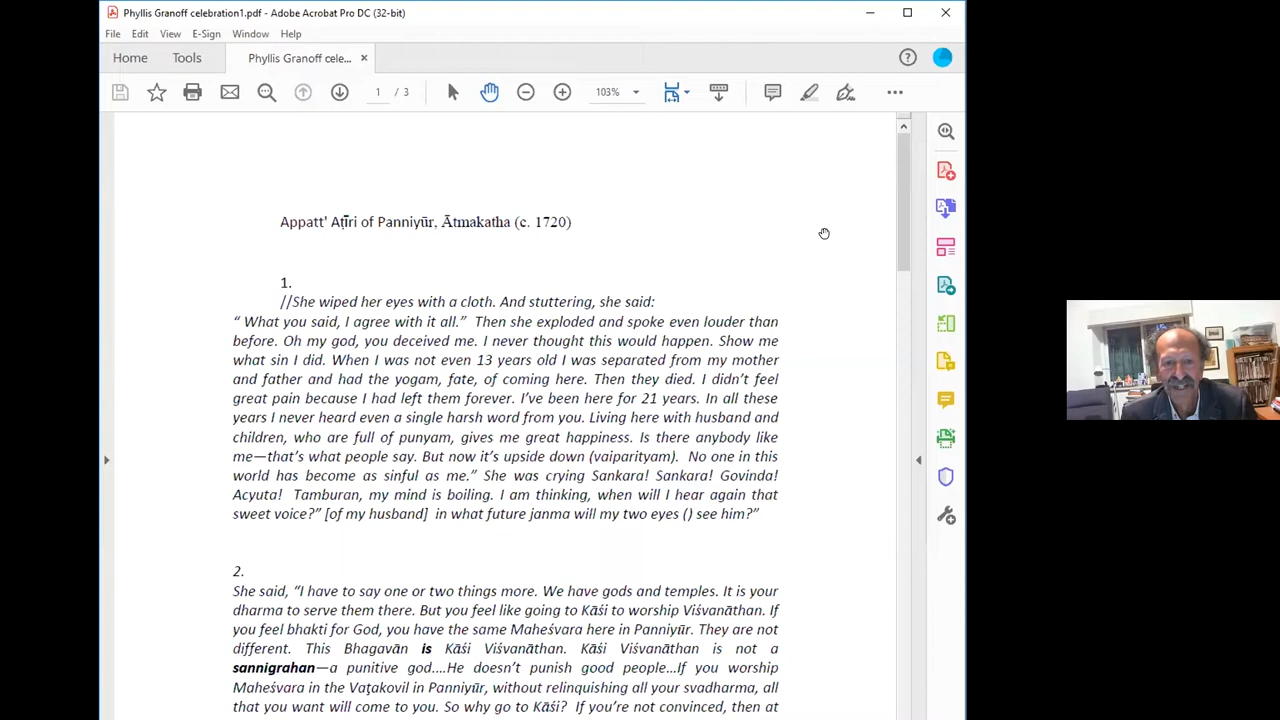 Phyllis Granoff celebration1.pdf - Adobe Acrobat Pro DC (32-bit)
File Edit View E-Sign Window Help
Home Tools Phyllis Granoff cele... ×
1 / 3 103%
Appatt' Aṭīri of Panniyūr, Ātmakatha (c. 1720)
1.
//She wiped her eyes with a cloth. And stuttering, she said:
“ What you said, I agree with it all.” Then she exploded and spoke even louder than
before. Oh my god, you deceived me. I never thought this would happen. Show me
what sin I did. When I was not even 13 years old I was separated from my mother
and father and had the yogam, fate, of coming here. Then they died. I didn’t feel
great pain because I had left them forever. I’ve been here for 21 years. In all these
years I never heard even a single harsh word from you. Living here with husband and
children, who are full of punyam, gives me great happiness. Is there anybody like
me—that’s what people say. But now it’s upside down (vaiparityam). No one in this
world has become as sinful as me.” She was crying Sankara! Sankara! Govinda!
Acyuta! Tamburan, my mind is boiling. I am thinking, when will I hear again that
sweet voice?” [of my husband] in what future janma will my two eyes () see him?”
2.
She said, “I have to say one or two things more. We have gods and temples. It is your
dharma to serve them there. But you feel like going to Kāśi to worship Viśvanāthan. If
you feel bhakti for God, you have the same Maheśvara here in Panniyūr. They are not
different. This Bhagavān is Kāśi Viśvanāthan. Kāśi Viśvanāthan is not a
sannigrahan—a punitive god....He doesn’t punish good people...If you worship
Maheśvara in the Vaṭakovil in Panniyūr, without relinquishing all your svadharma, all
that you want will come to you. So why go to Kāśi? If you’re not convinced, then at